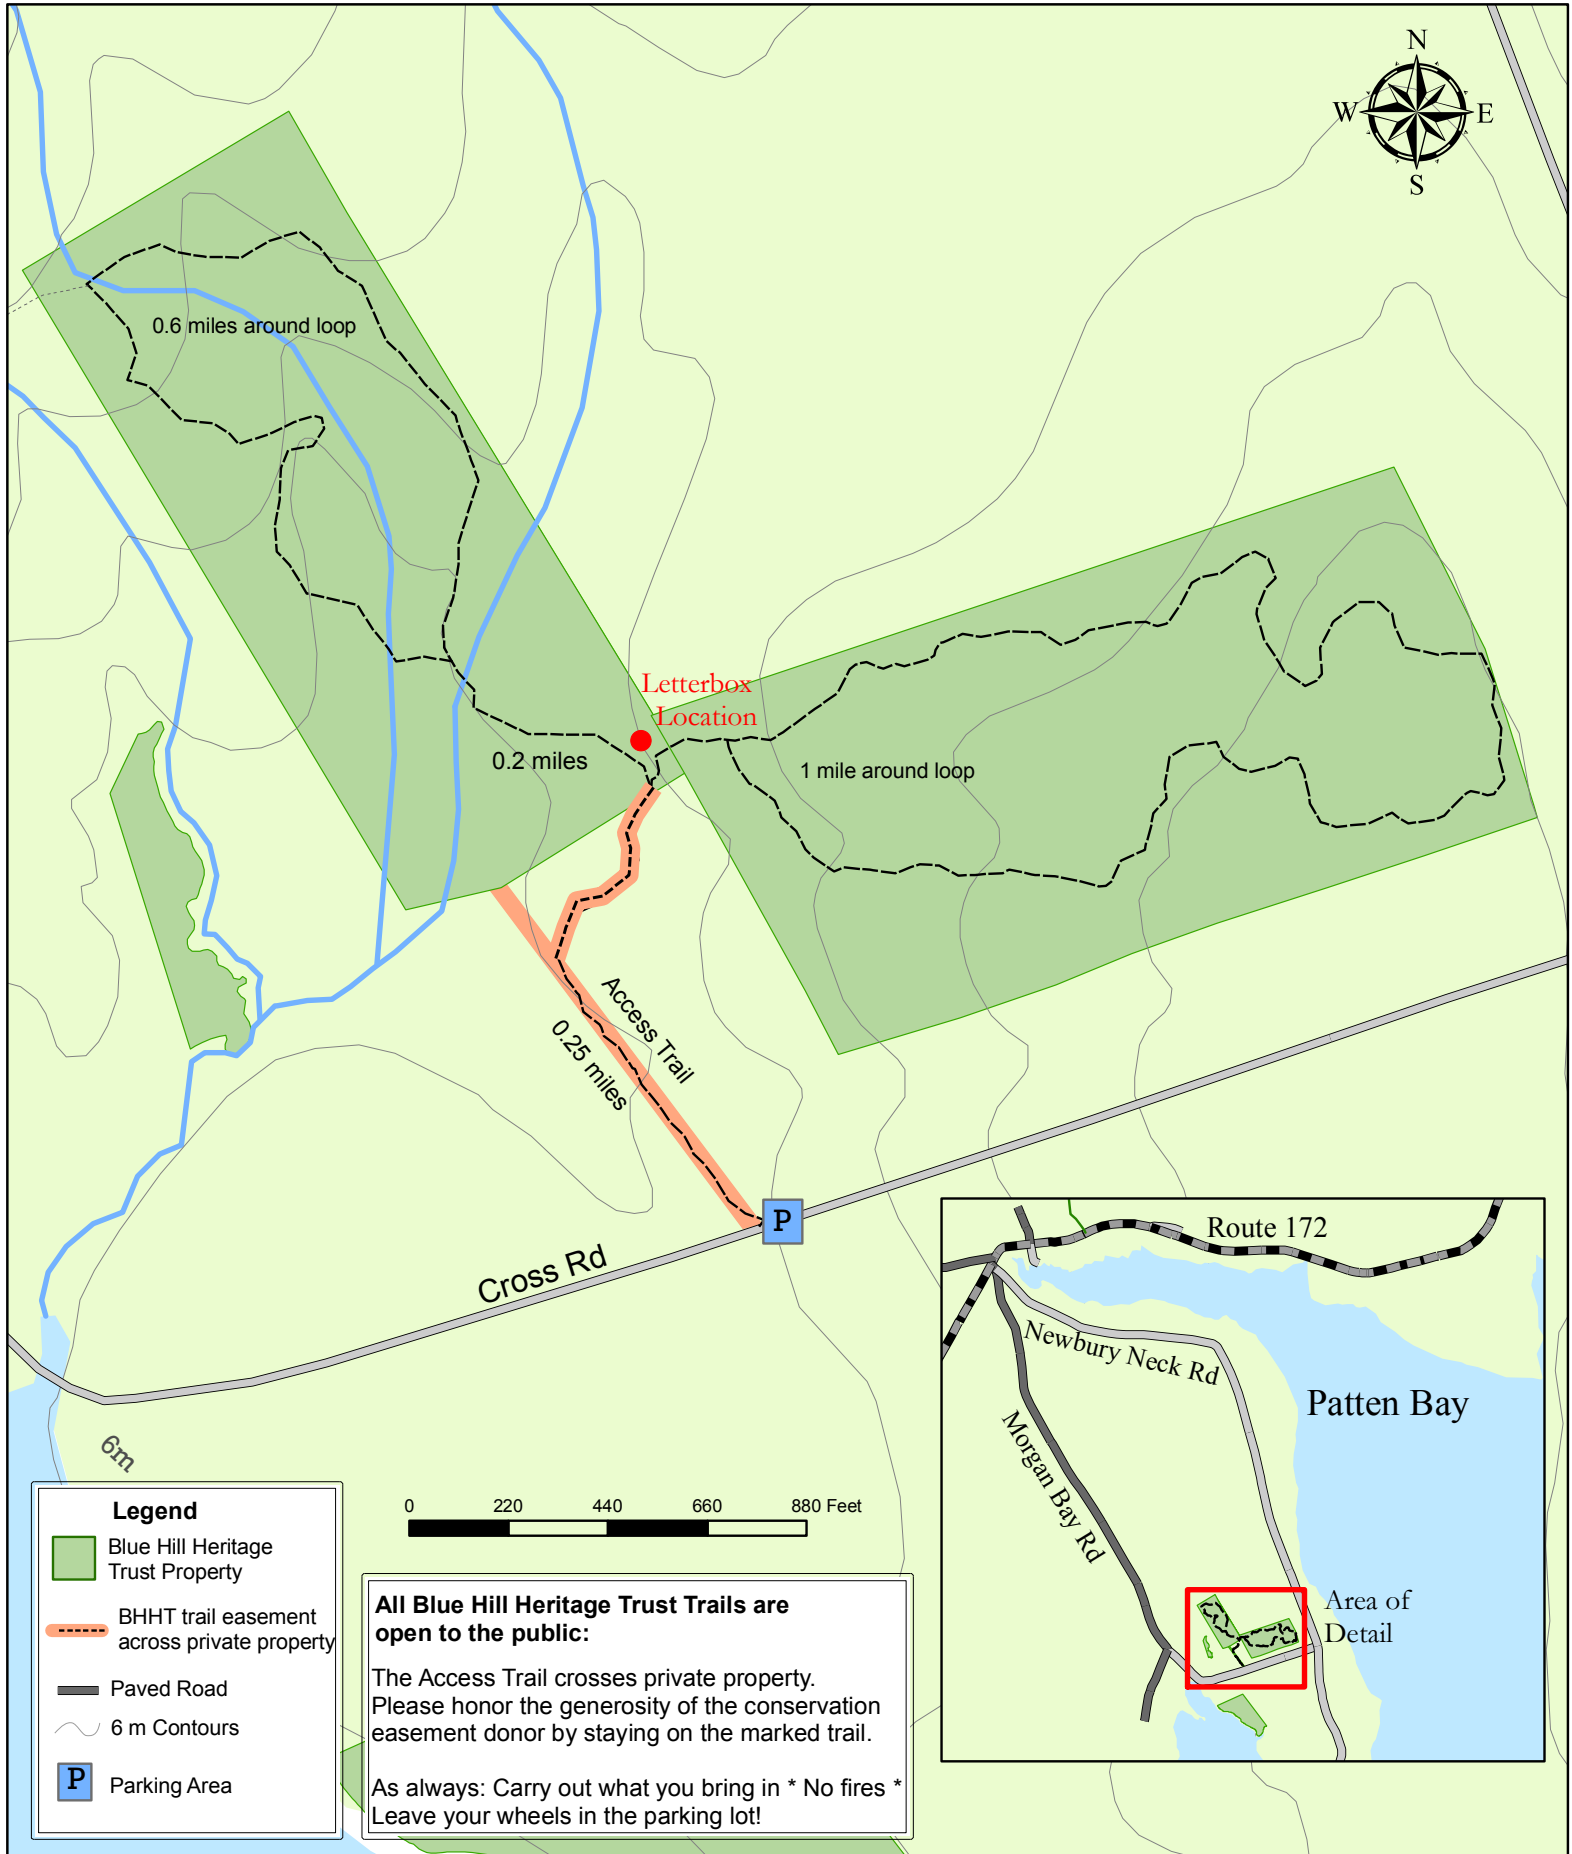 N
W
E
S
0.6 miles around loop
Letterbox
Location
0.2 miles
1 mile around loop
Access Trail
0.25 miles
P
Cross Rd
6m
Route 172
Newbury Neck Rd
Patten Bay
Morgan Bay Rd
Area of
Detail
0 220 440 660 880 Feet
Legend
Blue Hill Heritage
Trust Property
BHHT trail easement
across private property
Paved Road
6 m Contours
P
Parking Area
All Blue Hill Heritage Trust Trails are
open to the public:
The Access Trail crosses private property.
Please honor the generosity of the conservation
easement donor by staying on the marked trail.
As always: Carry out what you bring in * No fires *
Leave your wheels in the parking lot!